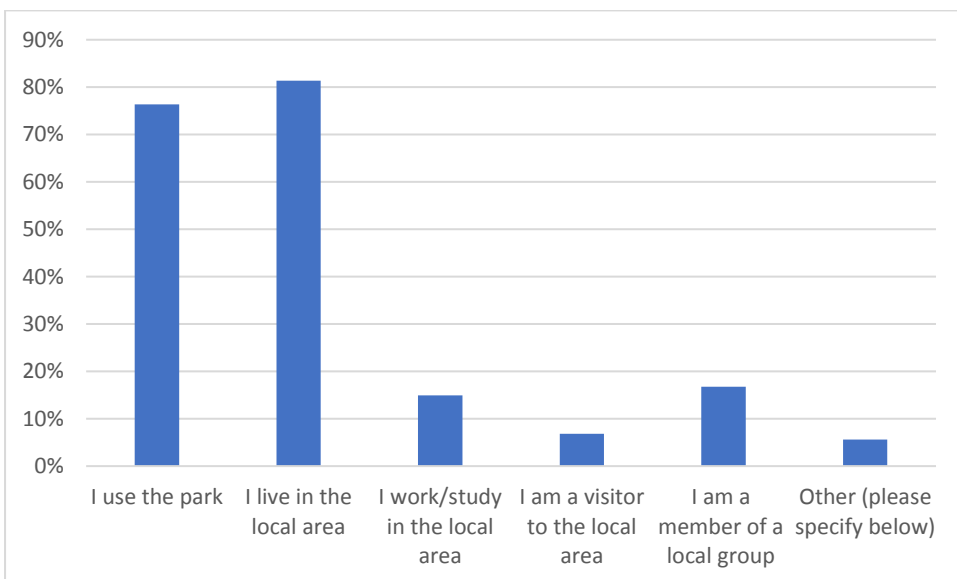 90%
80%
70%
60%
50%
40%
30%
20%
10%
0%
I use the park
I live in the
local area
I work/study
in the local
area
I am a visitor
to the local
area
I am a
member of a
local group
Other (please
specify below)